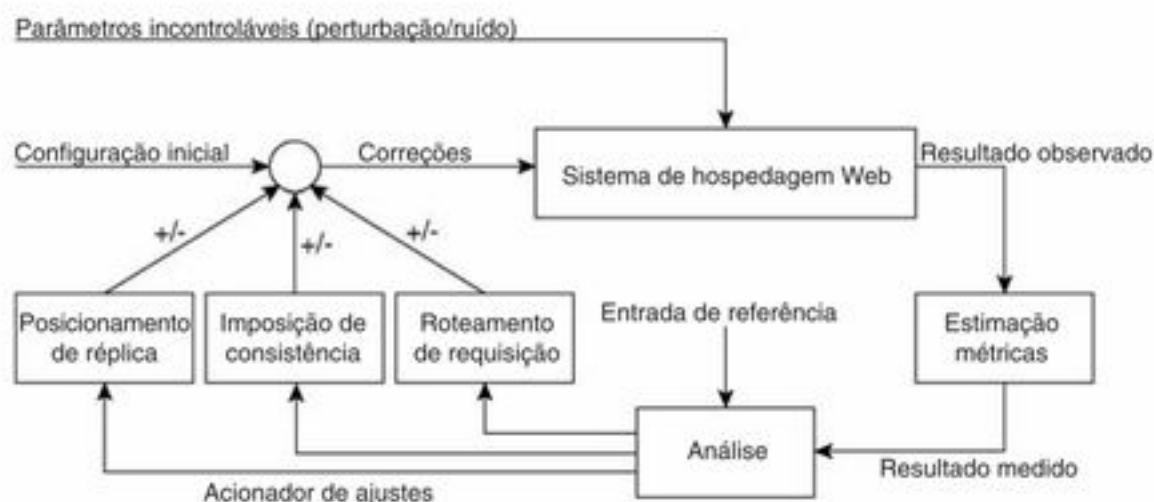 Parâmetros incontroláveis (perturbação/ruído)
Configuração inicial
Correções
Sistema de hospedagem Web
Resultado observado
+/-
+/-
+/-
Posicionamento
de réplica
Imposição de
consistência
Roteamento
de requisição
Entrada de referência
Estimação
métricas
Análise
Resultado medido
Acionador de ajustes